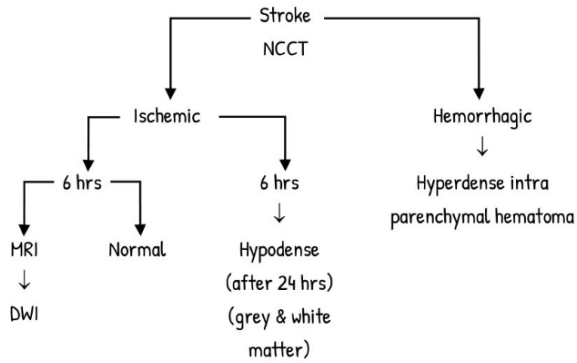 Stroke
NCCT
Ischemic
Hemorrhagic
6 hrs
6 hrs
Hyperdense intra
parenchymal hematoma
MRI
Normal
Hypodense
(after 24 hrs)
(grey & white
matter)
DWI